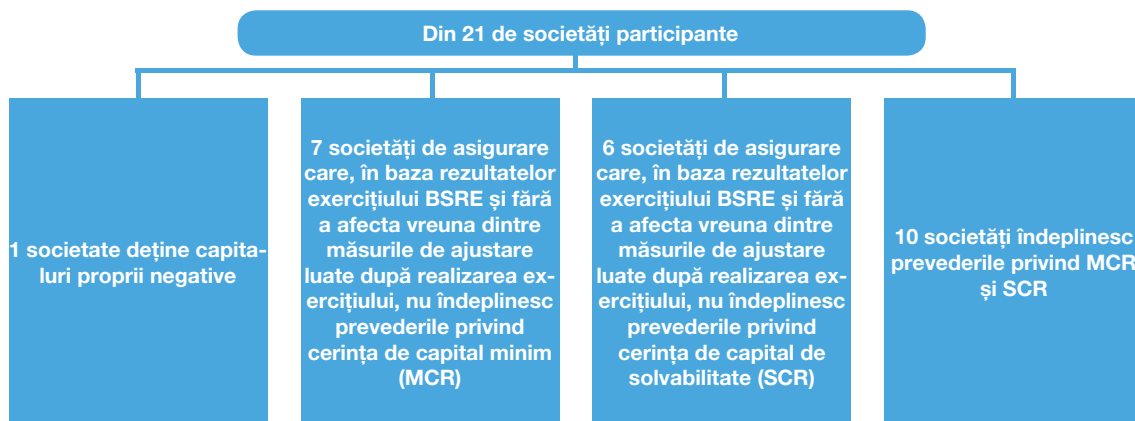 Din 21 de societăți participante
1 societate deține capita-
luri proprii negative
7 societăți de asigurare
care, în baza rezultatelor
exercițiului BSRE și fără
a afecta vreuna dintre
măsurile de ajustare
luate după realizarea ex-
ercițiului, nu îndeplinesc
prevederile privind
cerința de capital minim
(MCR)
6 societăți de asigurare
care, în baza rezultatelor
exercițiului BSRE și fără
a afecta vreuna dintre
măsurile de ajustare
luate după realizarea ex-
ercițiului, nu îndeplinesc
prevederile privind
cerința de capital de
solvabilitate (SCR)
10 societăți îndeplinesc
prevederile privind MCR
și SCR